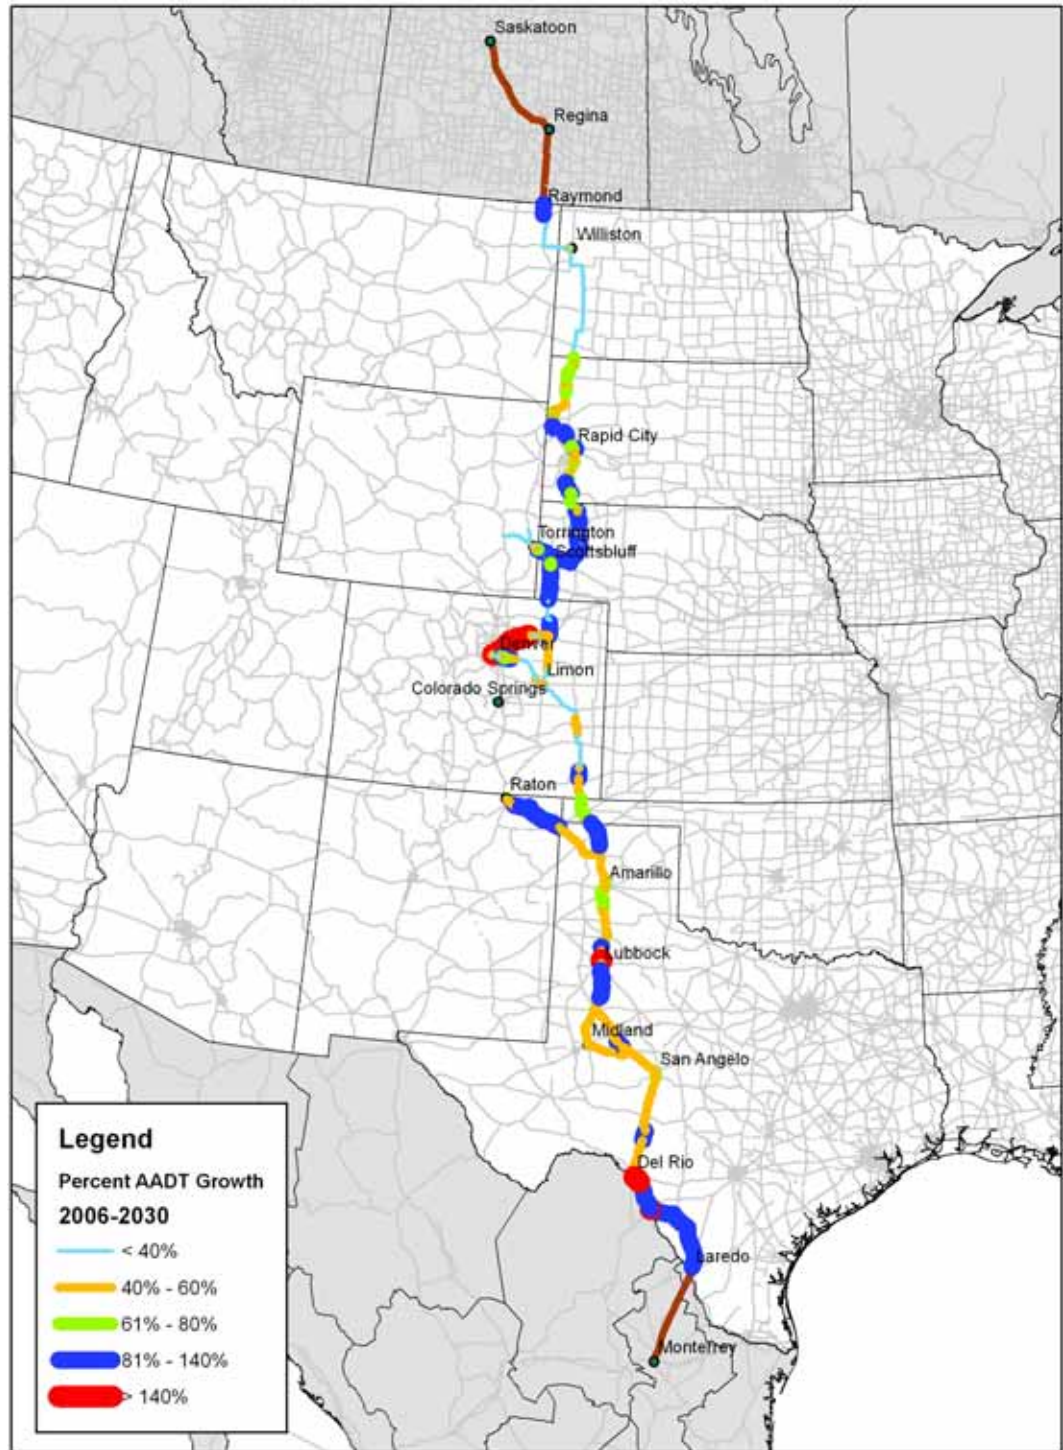 Saskatoon
Regina
Raymond
Williston
Rapid City
Torrington
Scottsbluff
Denver
Limon
Colorado Springs
Raton
Amarillo
Lubbock
Midland
San Angelo
Del Rio
Laredo
Monterrey
Legend
Percent AADT Growth
2006-2030
< 40%
40% - 60%
61% - 80%
81% - 140%
> 140%